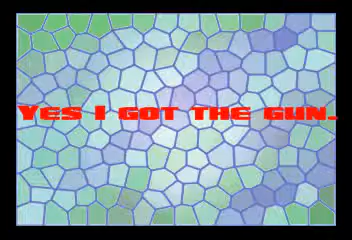 Yes I got the gun.